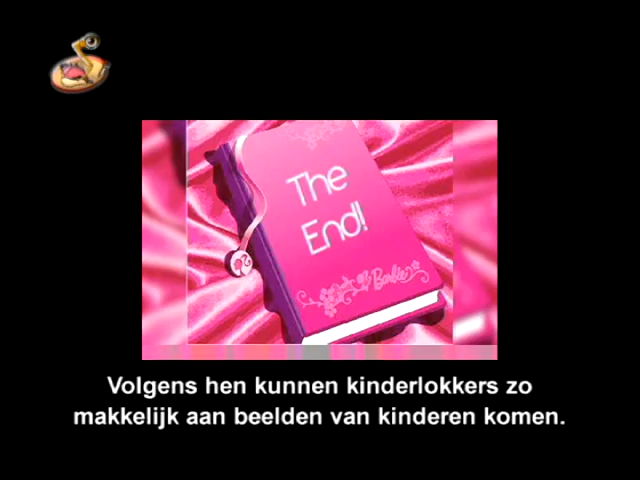 The
End!
Barbie
Volgens hen kunnen kinderlokkers zo
makkelijk aan beelden van kinderen komen.